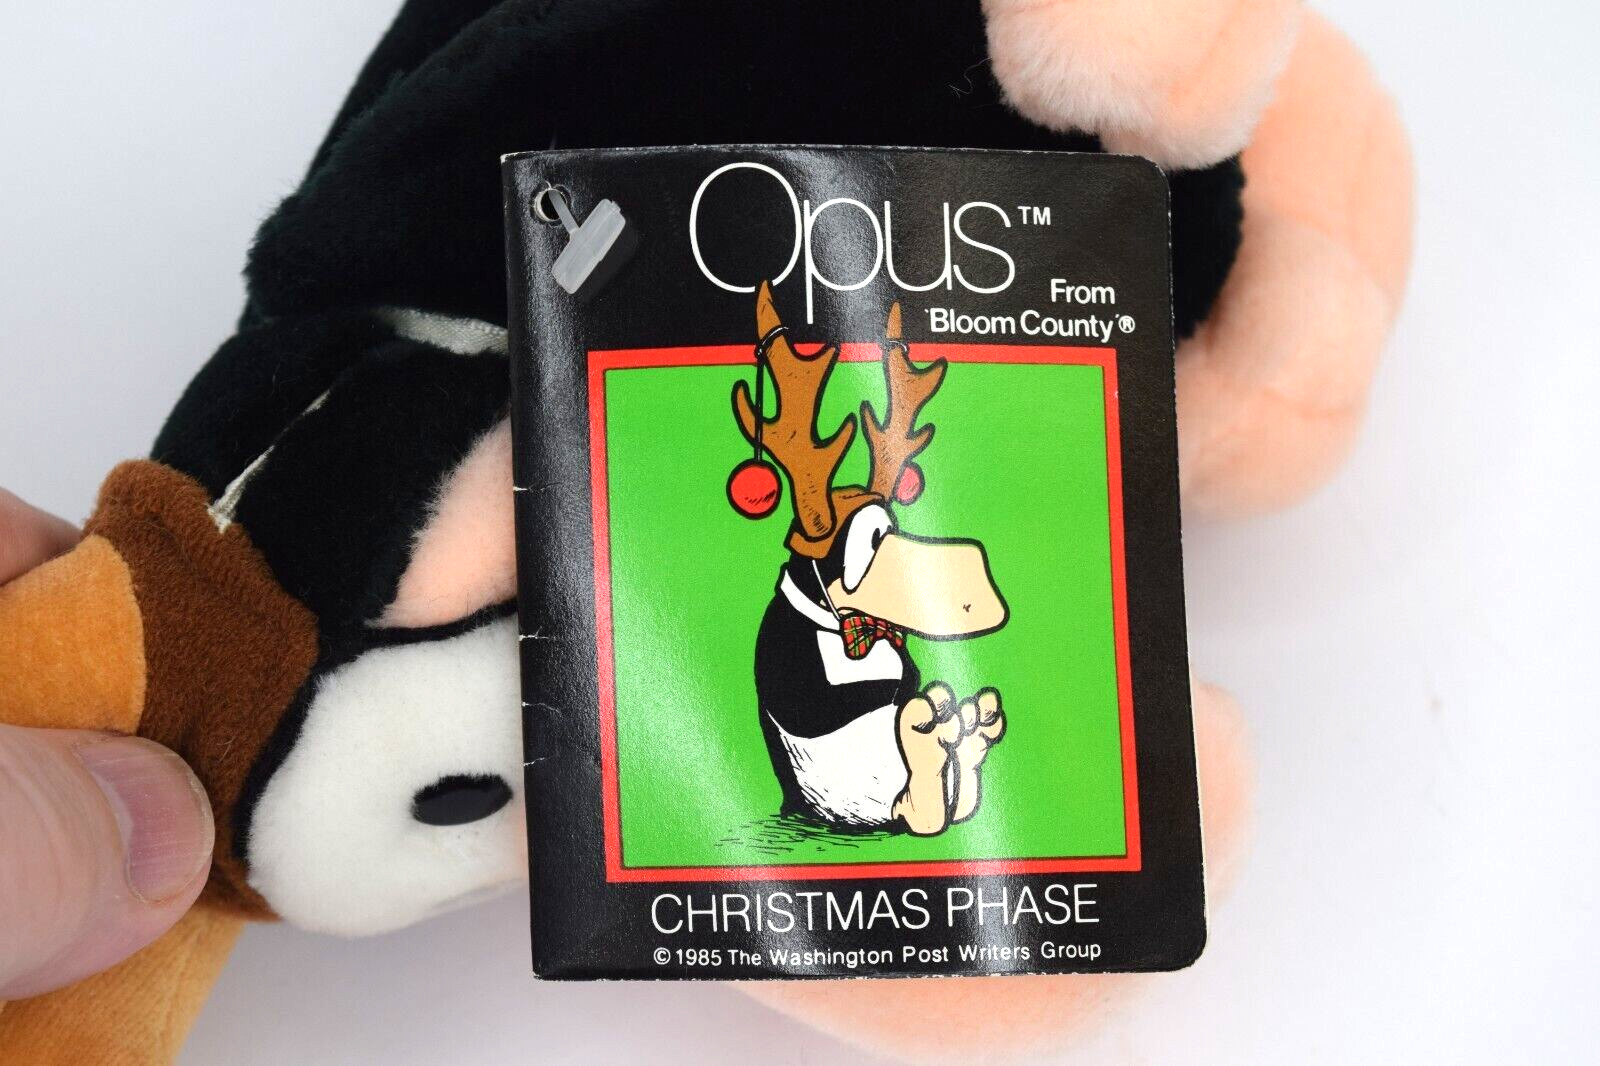 Opus™
From
'Bloom County'®
CHRISTMAS PHASE
©1985 The Washington Post Writers Group